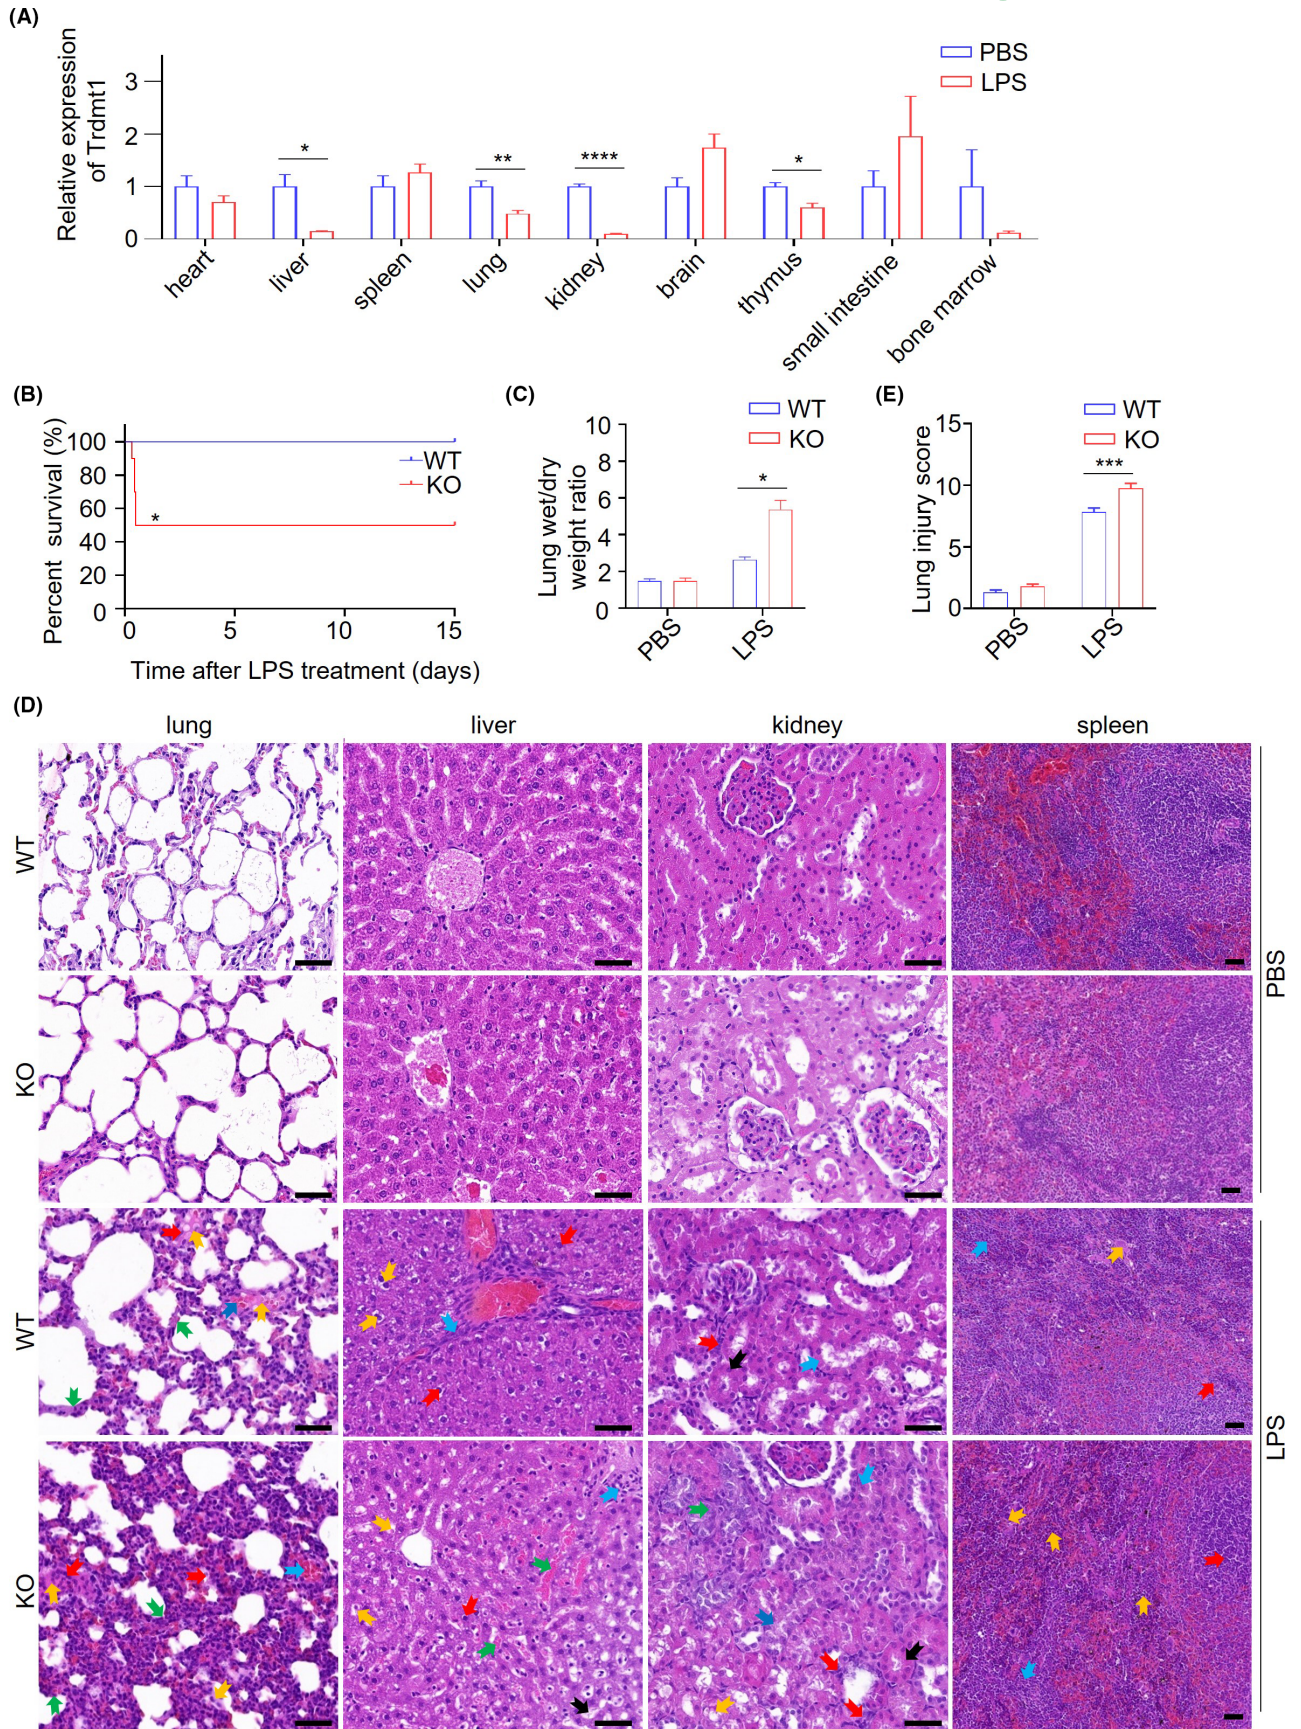 (A)
Relative expression
of Trdmt1
3
2
1
0
PBS
LPS
*
**
****
*
heart
liver
spleen
lung
kidney
brain
thymus
small intestine
bone marrow
(B)
Percent survival (%)
100
80
60
40
20
0
WT
KO
*
0
5
10
15
Time after LPS treatment (days)
(C)
Lung wet/dry
weight ratio
10
8
6
4
2
0
WT
KO
*
PBS
LPS
(E)
Lung injury score
15
10
5
0
WT
KO
***
PBS
LPS
(D)
lung
liver
kidney
spleen
WT
KO
WT
KO
PBS
LPS